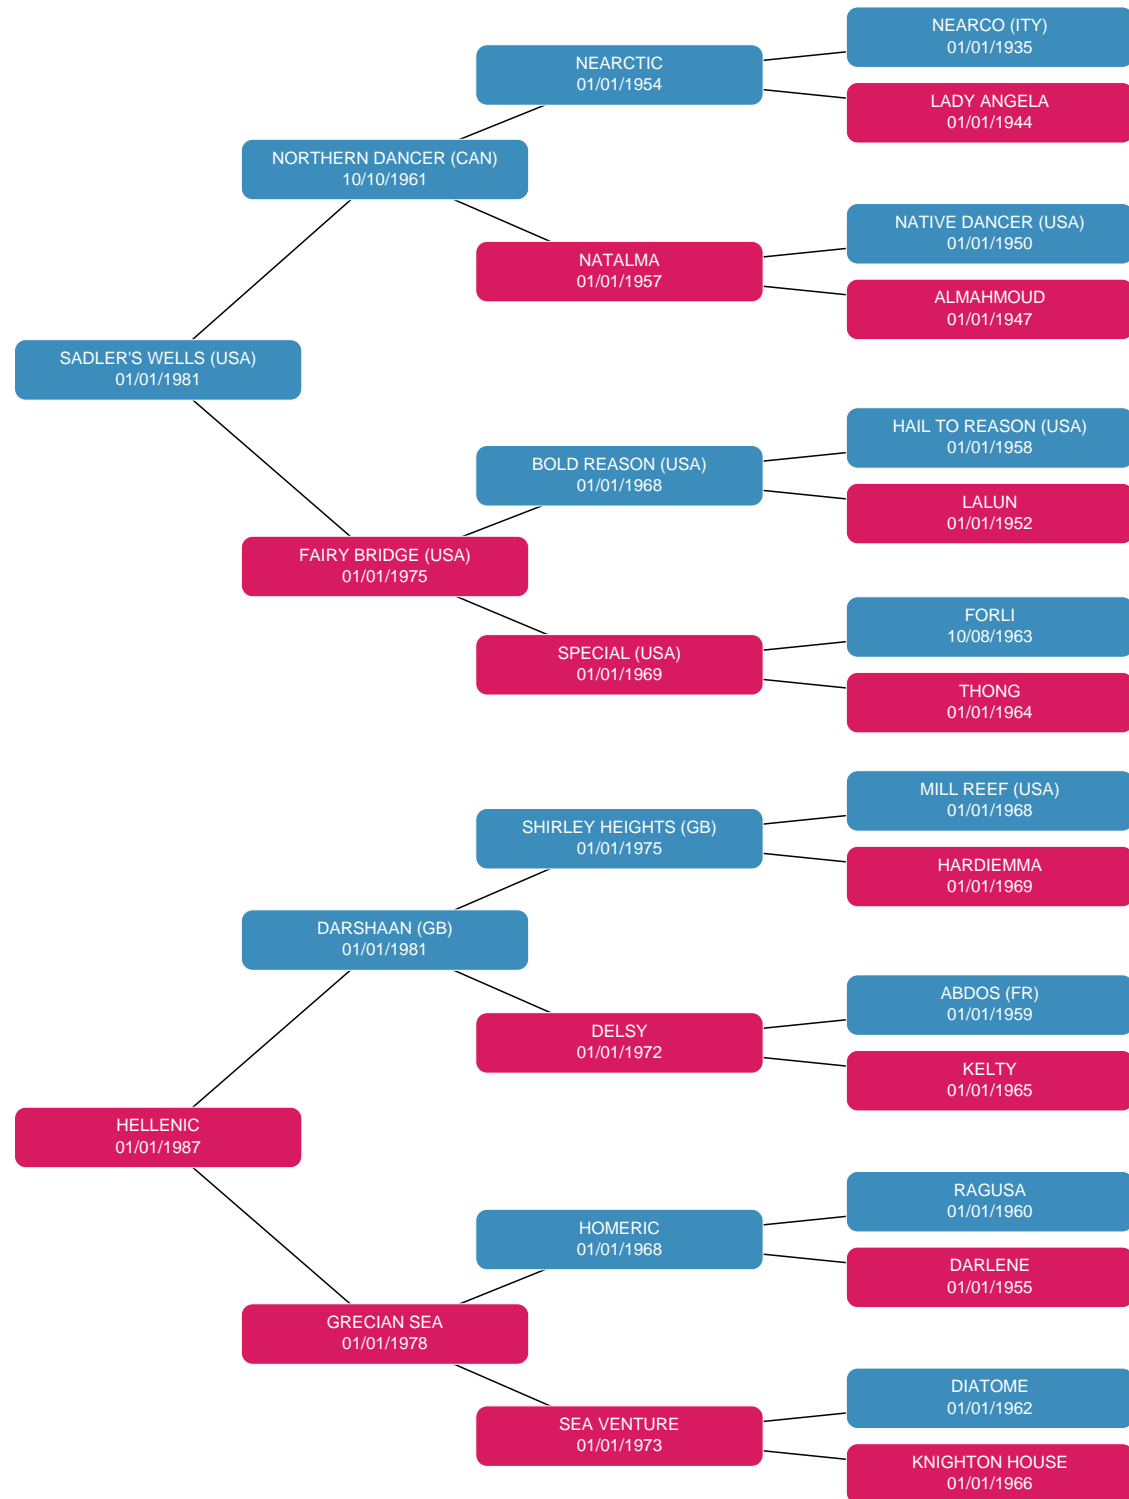 NEARCO (ITY)
01/01/1935
NEARCTIC
01/01/1954
LADY ANGELA
01/01/1944
NORTHERN DANCER (CAN)
10/10/1961
NATIVE DANCER (USA)
01/01/1950
NATALMA
01/01/1957
ALMAHMOUD
01/01/1947
SADLER'S WELLS (USA)
01/01/1981
HAIL TO REASON (USA)
01/01/1958
BOLD REASON (USA)
01/01/1968
LALUN
01/01/1952
FAIRY BRIDGE (USA)
01/01/1975
FORLI
10/08/1963
SPECIAL (USA)
01/01/1969
THONG
01/01/1964
MILL REEF (USA)
01/01/1968
SHIRLEY HEIGHTS (GB)
01/01/1975
HARDIEMMA
01/01/1969
DARSHAAN (GB)
01/01/1981
ABDOS (FR)
01/01/1959
DELSY
01/01/1972
KELTY
01/01/1965
HELLENIC
01/01/1987
RAGUSA
01/01/1960
HOMERIC
01/01/1968
DARLENE
01/01/1955
GRECIAN SEA
01/01/1978
DIATOME
01/01/1962
SEA VENTURE
01/01/1973
KNIGHTON HOUSE
01/01/1966